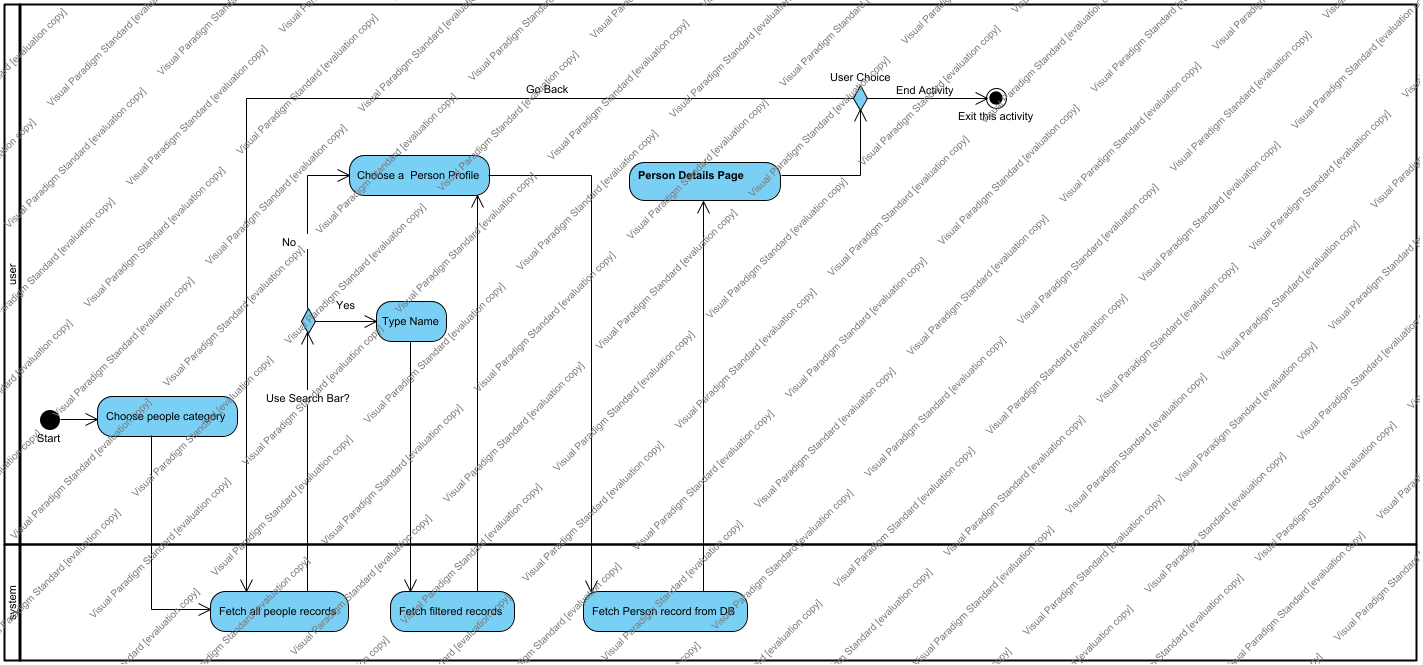 User Choice
Go Back
End Activity
Exit this activity
Choose a  Person Profile
Person Details Page
No
user
Yes
Type Name
Use Search Bar?
Choose people category
Start
system
Fetch all people records
Fetch filtered records
Fetch Person record from DB
Visual Paradigm Standard [evaluation copy]